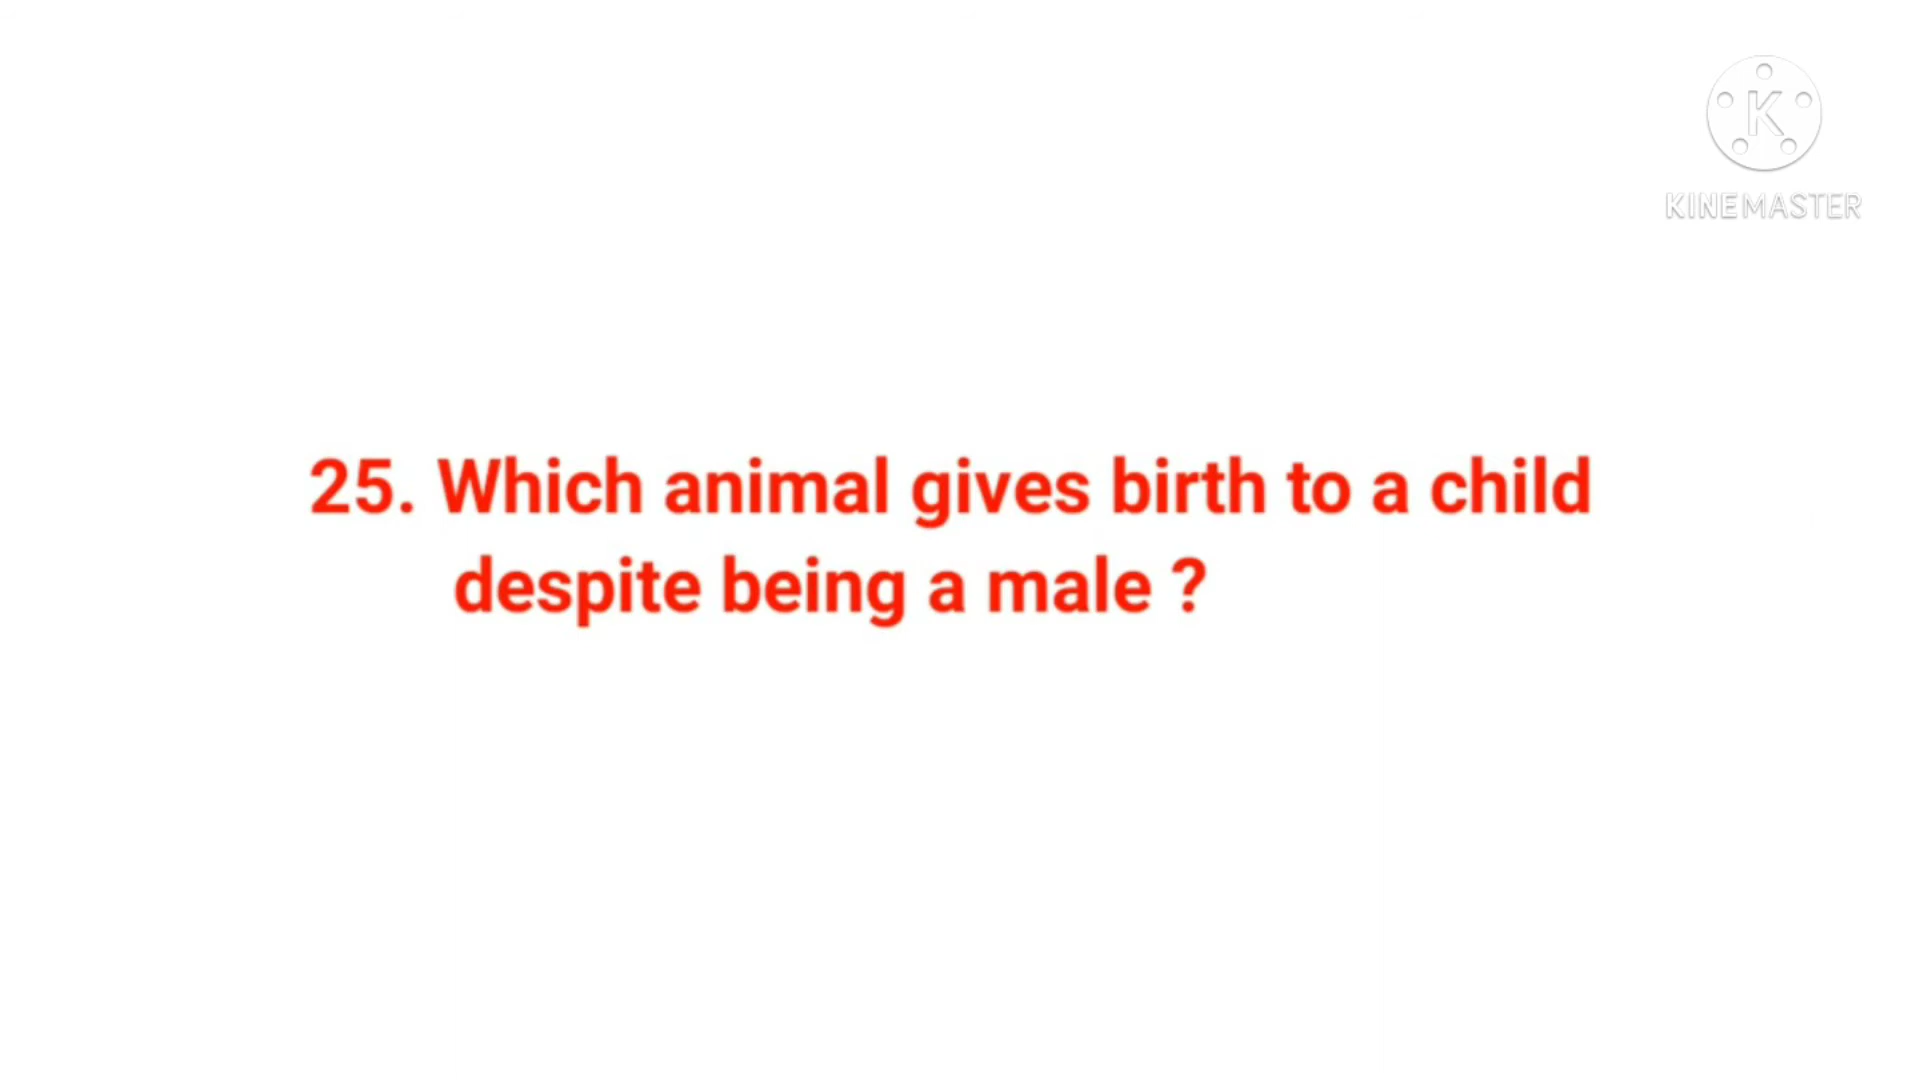 K
KINEMASTER
25. Which animal gives birth to a child
despite being a male ?